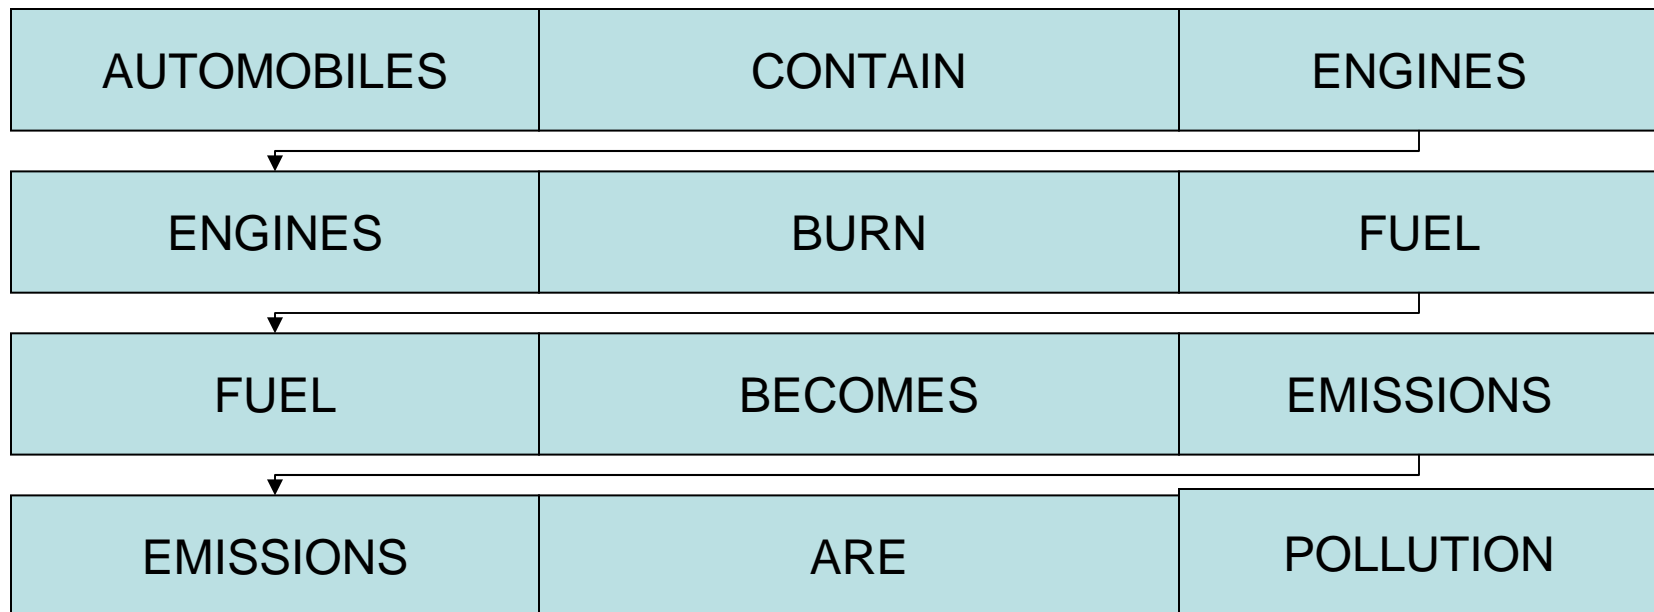 AUTOMOBILES CONTAIN ENGINES
ENGINES BURN FUEL
FUEL BECOMES EMISSIONS
EMISSIONS ARE POLLUTION